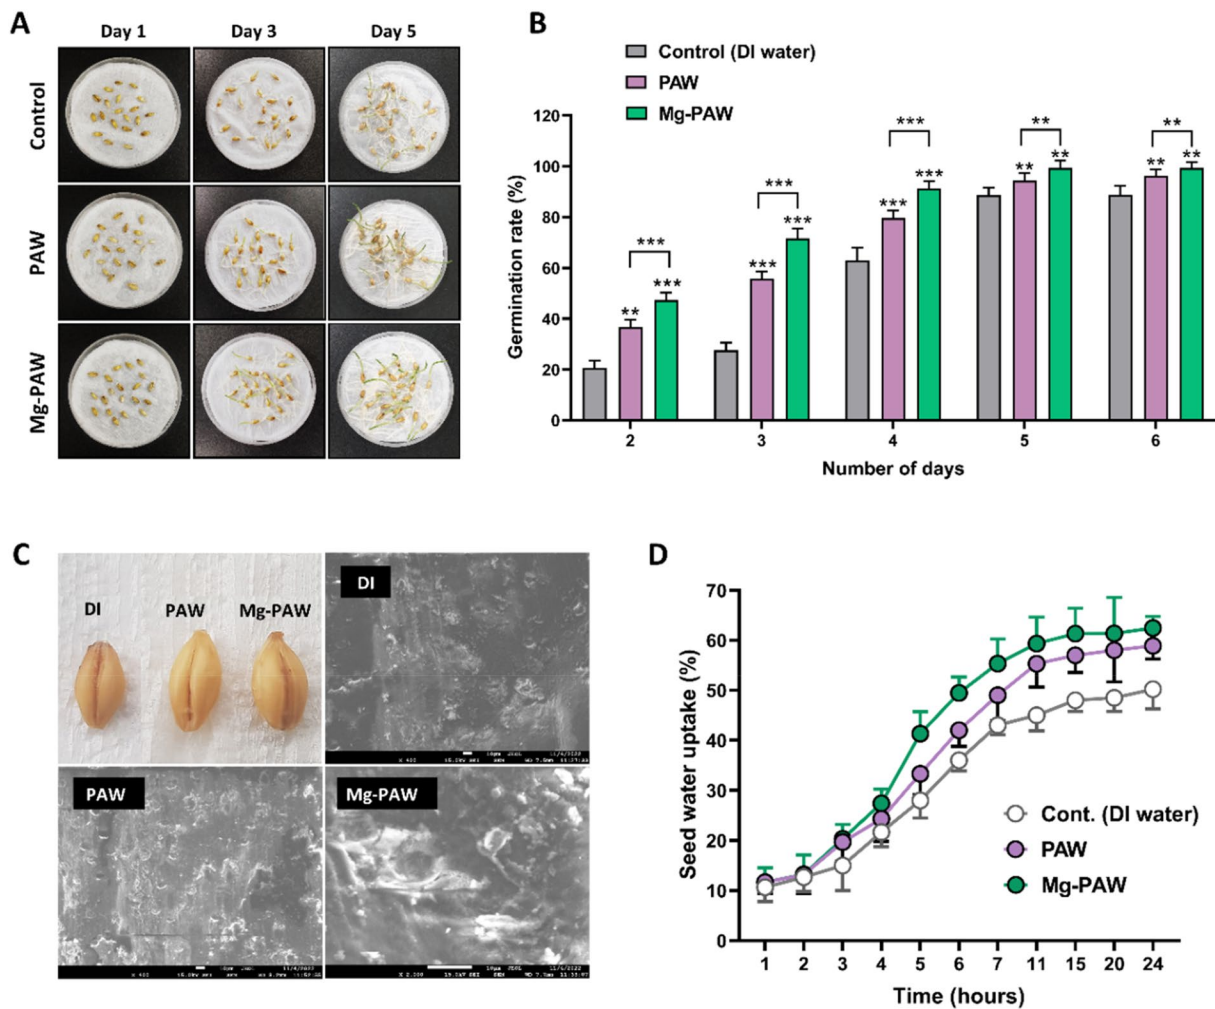 A
Day 1
Day 3
Day 5
Control
PAW
Mg-PAW
B
Control (DI water)
PAW
Mg-PAW
Germination rate (%)
120
100
80
60
40
20
0
**
***
***
***
***
***
***
***
***
**
**
**
**
**
**
2
3
4
5
6
Number of days
C
DI
PAW
Mg-PAW
DI
PAW
Mg-PAW
D
Seed water uptake (%)
70
60
50
40
30
20
10
0
Cont. (DI water)
PAW
Mg-PAW
1
2
3
4
5
6
7
11
15
20
24
Time (hours)